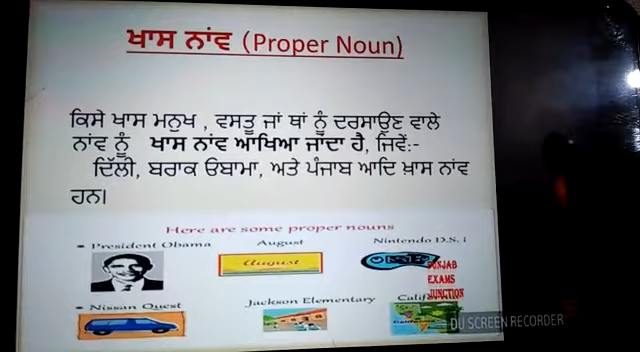 ਖਾਸ ਨਾਂਵ (Proper Noun)
ਕਿਸੇ ਖਾਸ ਮਨੁਖ , ਵਸਤੂ ਜਾਂ ਥਾਂ ਨੂੰ ਦਰਸਾਉਣ ਵਾਲੇ
ਨਾਂਵ ਨੂੰ ਖਾਸ ਨਾਂਵ ਆਖਿਆ ਜਾਂਦਾ ਹੈ, ਜਿਵੇਂ:-
ਦਿੱਲੀ, ਬਰਾਕ ਓਬਾਮਾ, ਅਤੇ ਪੰਜਾਬ ਆਦਿ ਖ਼ਾਸ ਨਾਂਵ
ਹਨ।
Here are some proper nouns
• President Obama August Nintendo D.S. i
August
PUNJAB
EXAMS
JUNCTION
• Nissan Quest Jackson Elementary California
DU SCREEN RECORDER